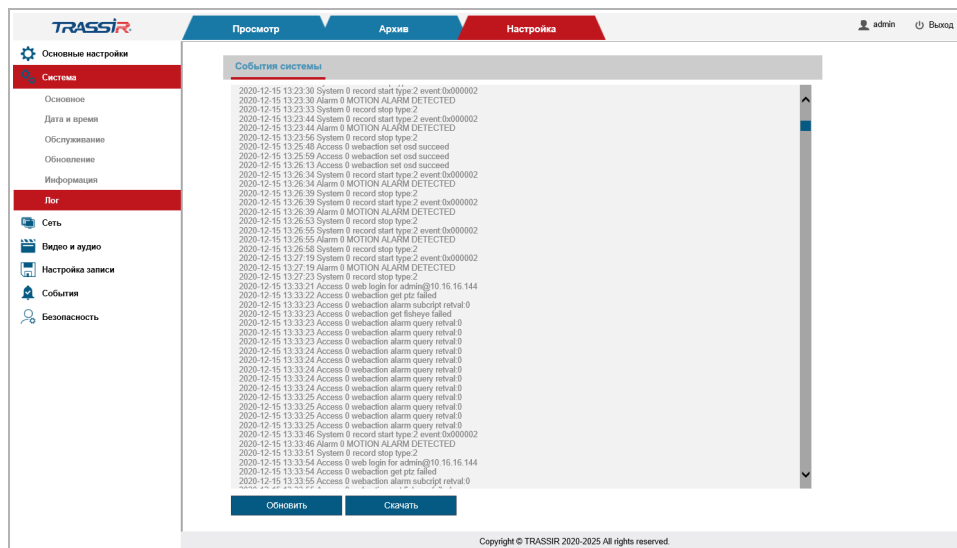 TRASSIR
Просмотр
Архив
Настройка
admin
Выход
Основные настройки
Система
Основное
Дата и время
Обслуживание
Обновление
Информация
Лог
Сеть
Видео и аудио
Настройка записи
События
Безопасность
События системы
2020-12-15 13:23:30 System 0 record start type:2 event:0x000002
2020-12-15 13:23:30 Alarm 0 MOTION ALARM DETECTED
2020-12-15 13:23:33 System 0 record stop type:2
2020-12-15 13:23:44 System 0 record start type:2 event:0x000002
2020-12-15 13:23:44 Alarm 0 MOTION ALARM DETECTED
2020-12-15 13:23:56 System 0 record stop type:2
2020-12-15 13:25:48 Access 0 webaction set osd succeed
2020-12-15 13:25:59 Access 0 webaction set osd succeed
2020-12-15 13:26:13 Access 0 webaction set osd succeed
2020-12-15 13:26:34 System 0 record start type:2 event:0x000002
2020-12-15 13:26:34 Alarm 0 MOTION ALARM DETECTED
2020-12-15 13:26:39 System 0 record stop type:2
2020-12-15 13:26:39 System 0 record start type:2 event:0x000002
2020-12-15 13:26:39 Alarm 0 MOTION ALARM DETECTED
2020-12-15 13:26:53 System 0 record stop type:2
2020-12-15 13:26:55 System 0 record start type:2 event:0x000002
2020-12-15 13:26:55 Alarm 0 MOTION ALARM DETECTED
2020-12-15 13:26:58 System 0 record stop type:2
2020-12-15 13:27:19 System 0 record start type:2 event:0x000002
2020-12-15 13:27:19 Alarm 0 MOTION ALARM DETECTED
2020-12-15 13:27:23 System 0 record stop type:2
2020-12-15 13:33:21 Access 0 web login for admin@10.16.16.144
2020-12-15 13:33:22 Access 0 webaction get ptz failed
2020-12-15 13:33:23 Access 0 webaction alarm subcript retval:0
2020-12-15 13:33:23 Access 0 webaction get fisheye failed
2020-12-15 13:33:23 Access 0 webaction alarm query retval:0
2020-12-15 13:33:23 Access 0 webaction alarm query retval:0
2020-12-15 13:33:23 Access 0 webaction alarm query retval:0
2020-12-15 13:33:24 Access 0 webaction alarm query retval:0
2020-12-15 13:33:24 Access 0 webaction alarm query retval:0
2020-12-15 13:33:24 Access 0 webaction alarm query retval:0
2020-12-15 13:33:24 Access 0 webaction alarm query retval:0
2020-12-15 13:33:24 Access 0 webaction alarm query retval:0
2020-12-15 13:33:25 Access 0 webaction alarm query retval:0
2020-12-15 13:33:25 Access 0 webaction alarm query retval:0
2020-12-15 13:33:25 Access 0 webaction alarm query retval:0
2020-12-15 13:33:25 Access 0 webaction alarm query retval:0
2020-12-15 13:33:46 System 0 record start type:2 event:0x000002
2020-12-15 13:33:46 Alarm 0 MOTION ALARM DETECTED
2020-12-15 13:33:51 System 0 record stop type:2
2020-12-15 13:33:54 Access 0 web login for admin@10.16.16.144
2020-12-15 13:33:54 Access 0 webaction get ptz failed
2020-12-15 13:33:55 Access 0 webaction alarm subcript retval:0
Обновить
Скачать
Copyright © TRASSIR 2020-2025 All rights reserved.